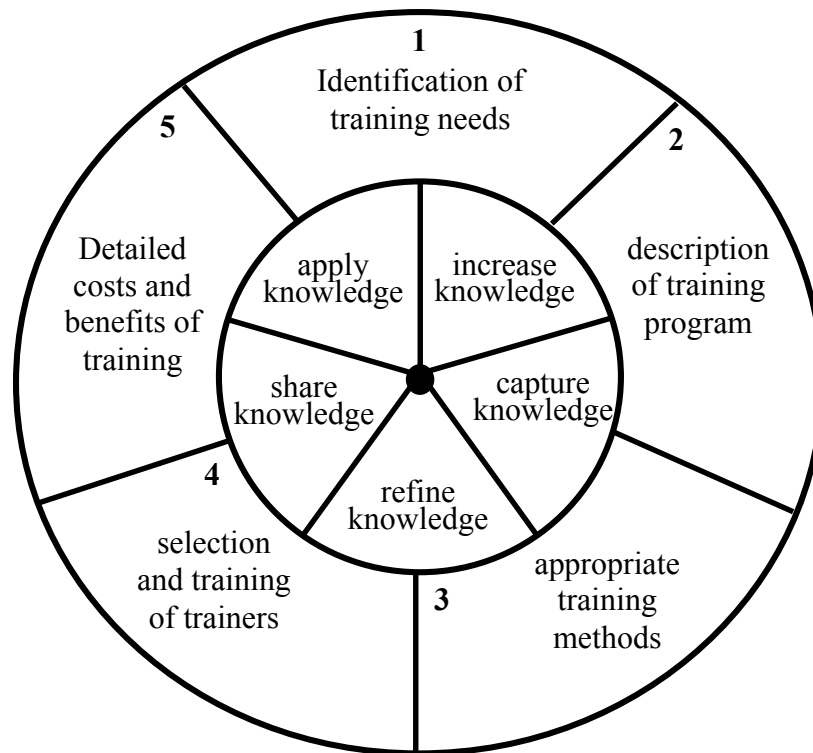 1
Identification of
training needs
2
description
of training
program
3
appropriate
training
methods
4
selection
and training
of trainers
5
Detailed
costs and
benefits of
training
increase
knowledge
capture
knowledge
refine
knowledge
share
knowledge
apply
knowledge